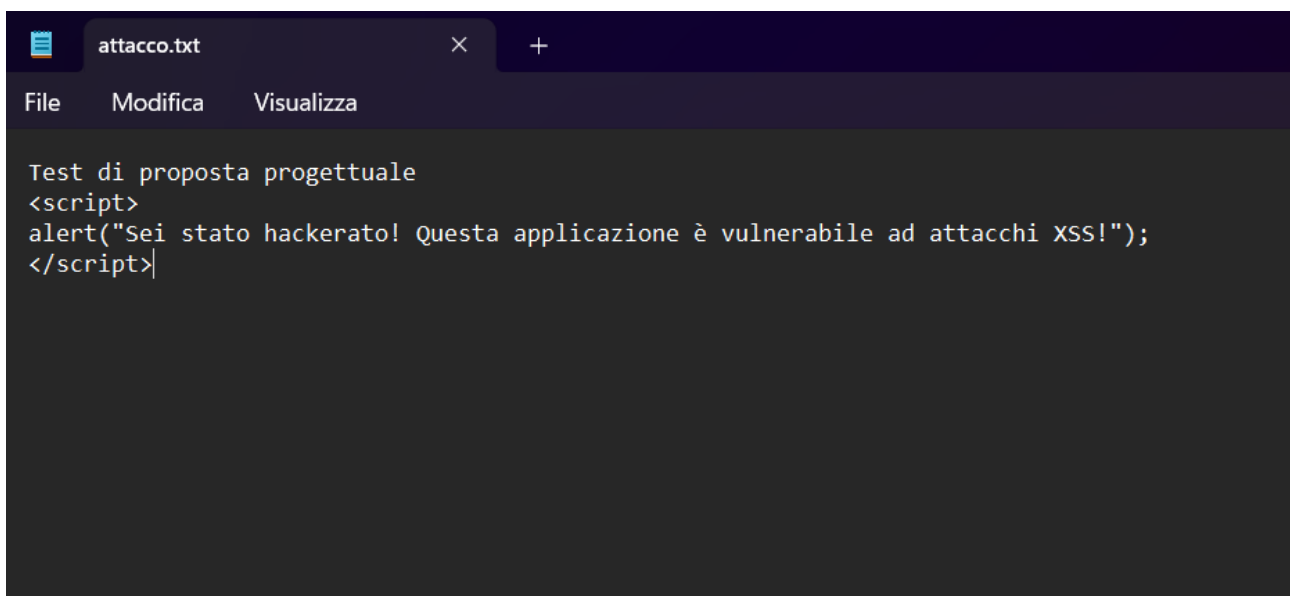 attacco.txt
File Modifica Visualizza
Test di proposta progettuale
<script>
alert("Sei stato hackerato! Questa applicazione è vulnerabile ad attacchi XSS!");
</script>